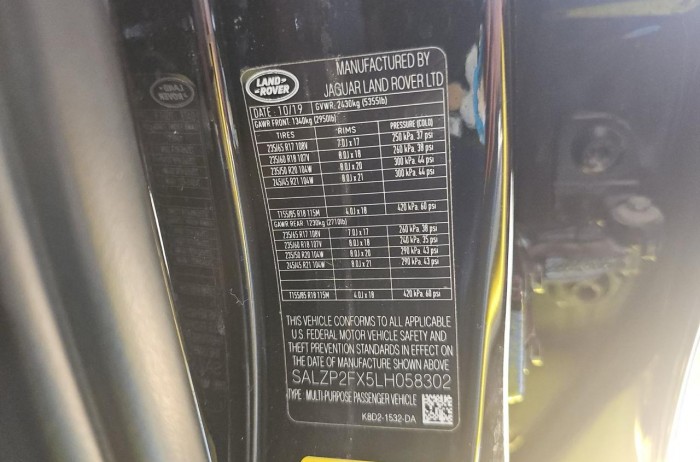 LAND
ROVER
MANUFACTURED BY
JAGUAR LAND ROVER LTD
DATE: 10/19 GVWR: 2430kg (5355lb)
GAWR FRONT: 1340kg (2950lb)
TIRES RIMS PRESSURE (COLD)
235/65 R17 108V 7.0J x 17 250 kPa, 37 psi
235/60 R18 107V 8.0J x 18 260 kPa, 38 psi
235/50 R20 104W 8.0J x 20 300 kPa, 44 psi
245/45 R21 104W 8.0J x 21 300 kPa, 44 psi
T155/85 R18 115M 4.0J x 18 420 kPa, 60 psi
GAWR REAR: 1230kg (2710lb)
235/65 R17 108V 7.0J x 17 260 kPa, 38 psi
235/60 R18 107V 8.0J x 18 240 kPa, 35 psi
235/50 R20 104W 8.0J x 20 290 kPa, 43 psi
245/45 R21 104W 8.0J x 21 290 kPa, 43 psi
T155/85 R18 115M 4.0J x 18 420 kPa, 60 psi
THIS VEHICLE CONFORMS TO ALL APPLICABLE
U.S. FEDERAL MOTOR VEHICLE SAFETY AND
THEFT PREVENTION STANDARDS IN EFFECT ON
THE DATE OF MANUFACTURE SHOWN ABOVE
SALZP2FX5LH058302
TYPE: MULTI-PURPOSE PASSENGER VEHICLE
K8D2-1532-DA